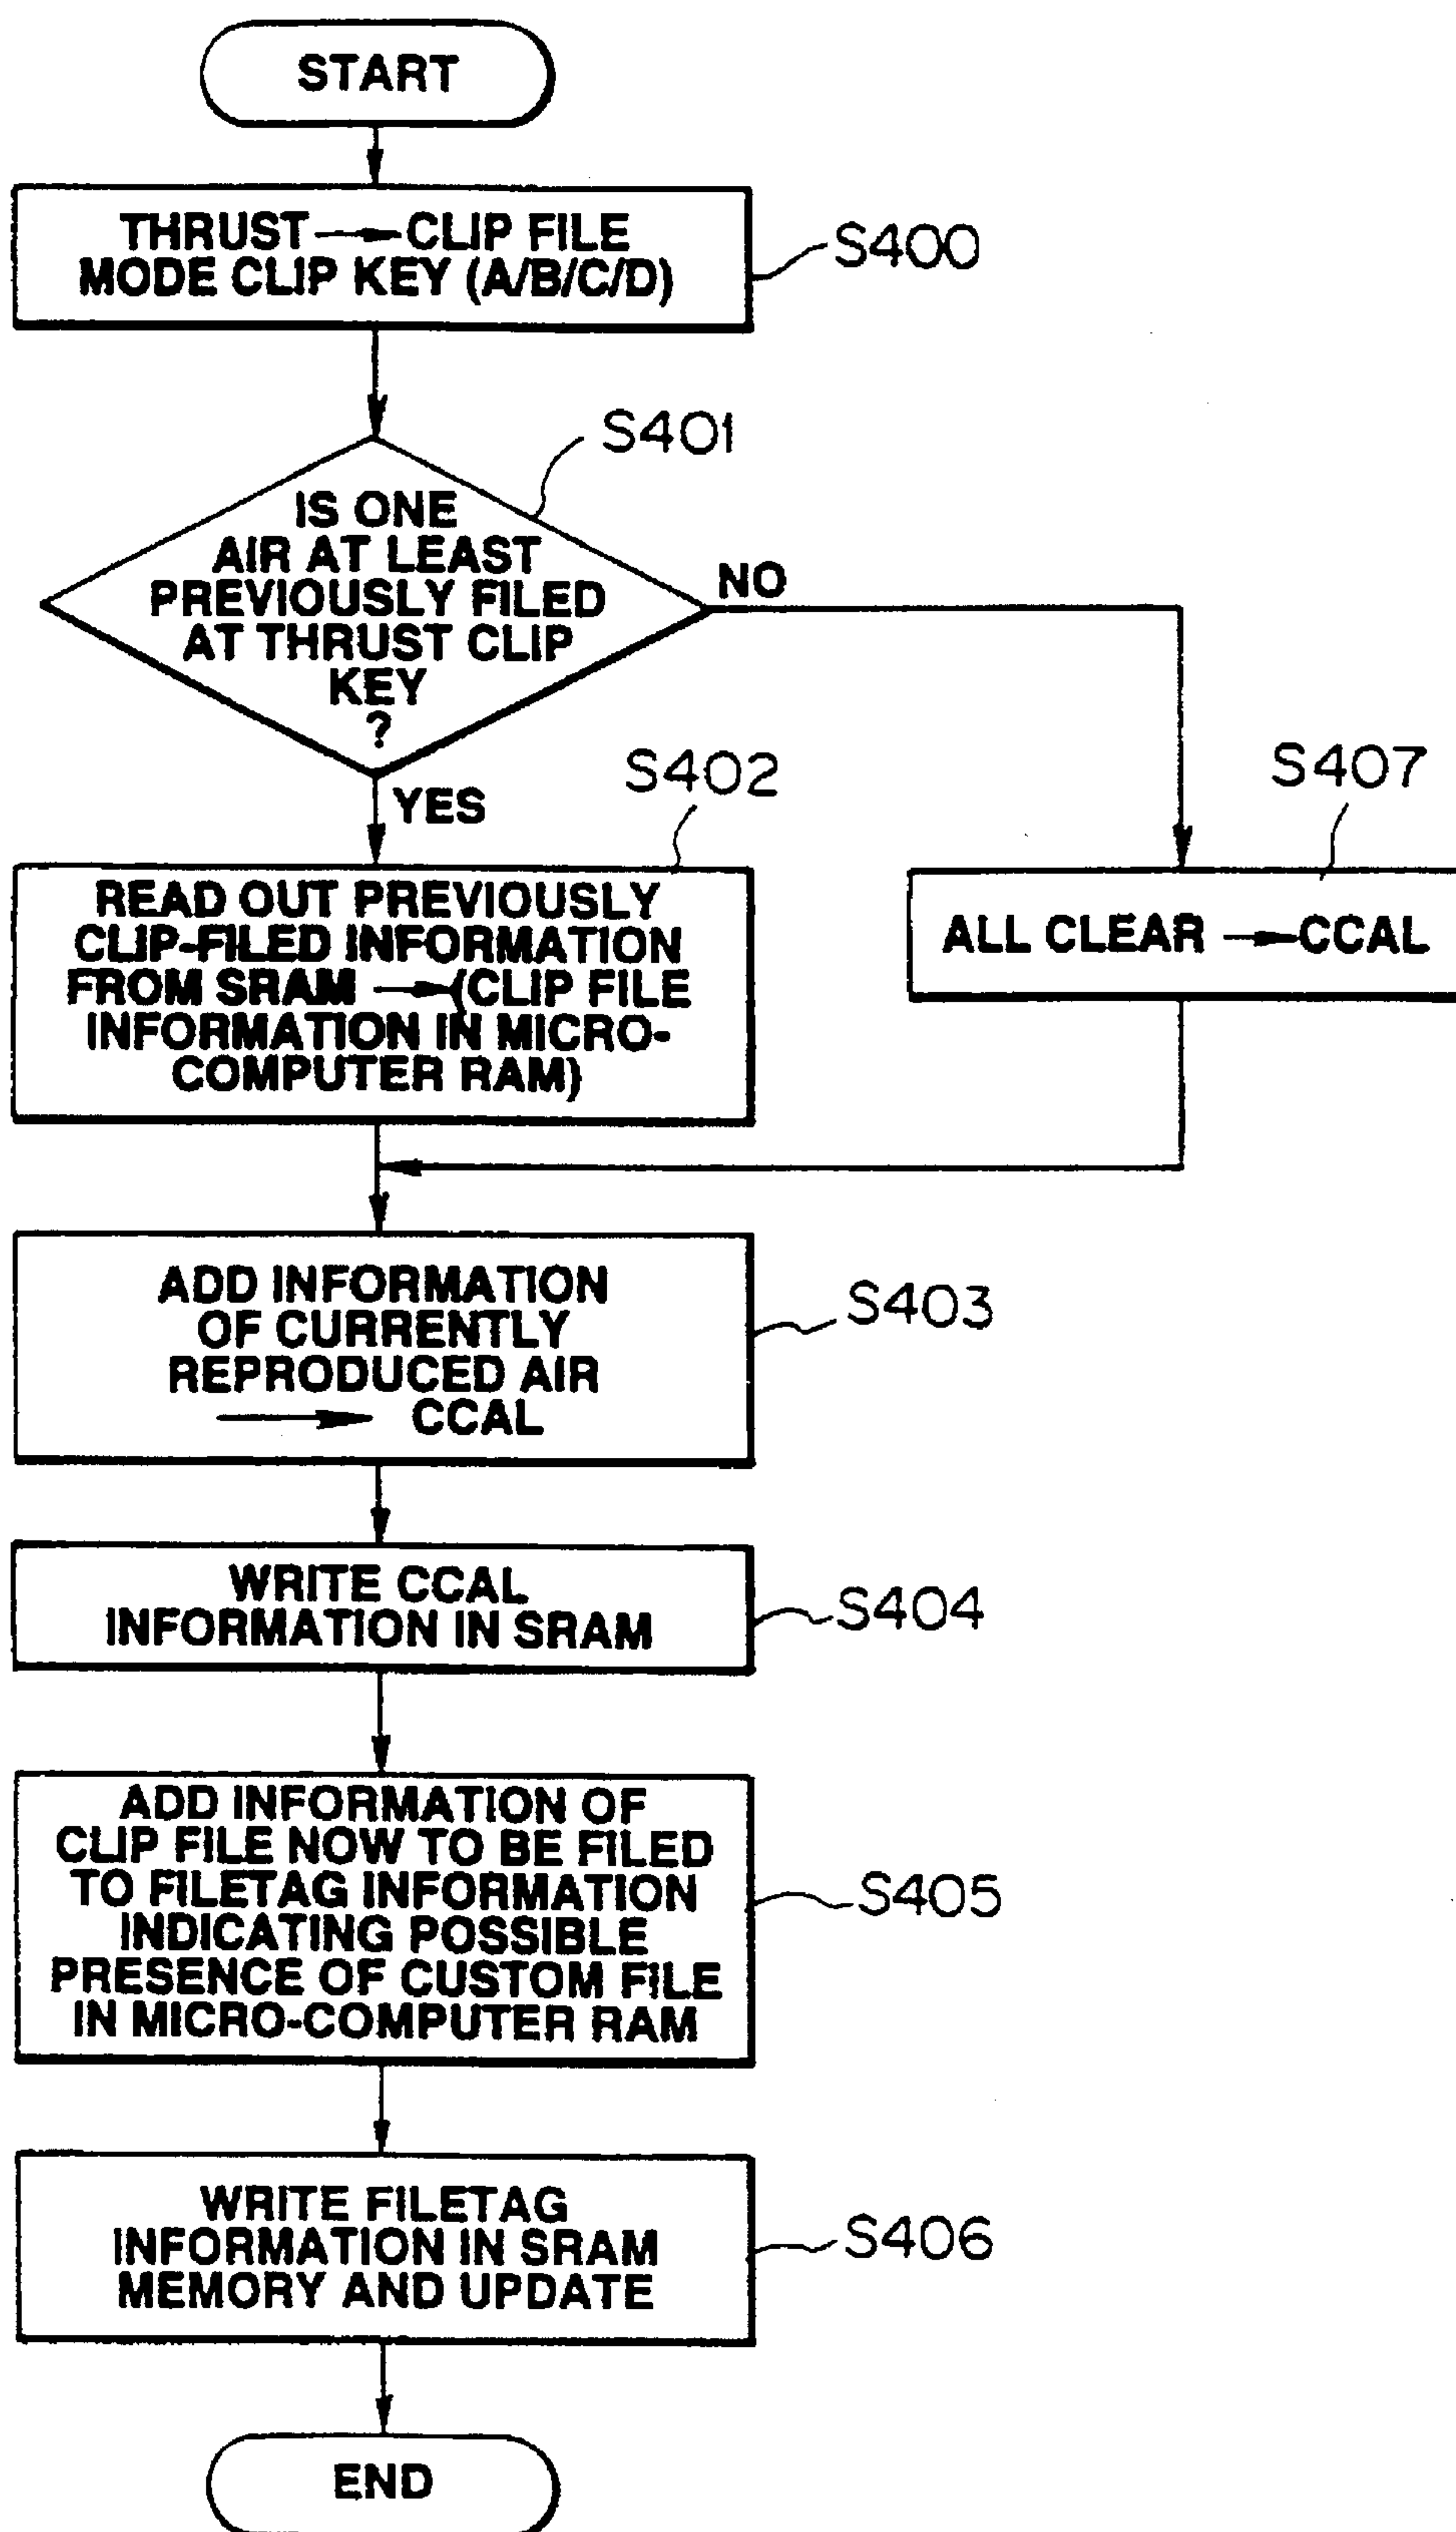 START
THRUST → CLIP FILE
MODE CLIP KEY (A/B/C/D)
S400
S401
IS ONE
AIR AT LEAST
PREVIOUSLY FILED
AT THRUST CLIP
KEY
?
NO
YES
S402
S407
READ OUT PREVIOUSLY
CLIP-FILED INFORMATION
FROM SRAM → (CLIP FILE
INFORMATION IN MICRO-
COMPUTER RAM)
ALL CLEAR → CCAL
ADD INFORMATION
OF CURRENTLY
REPRODUCED AIR
→ CCAL
S403
WRITE CCAL
INFORMATION IN SRAM
S404
ADD INFORMATION OF
CLIP FILE NOW TO BE FILED
TO FILETAG INFORMATION
INDICATING POSSIBLE
PRESENCE OF CUSTOM FILE
IN MICRO-COMPUTER RAM
S405
WRITE FILETAG
INFORMATION IN SRAM
MEMORY AND UPDATE
S406
END